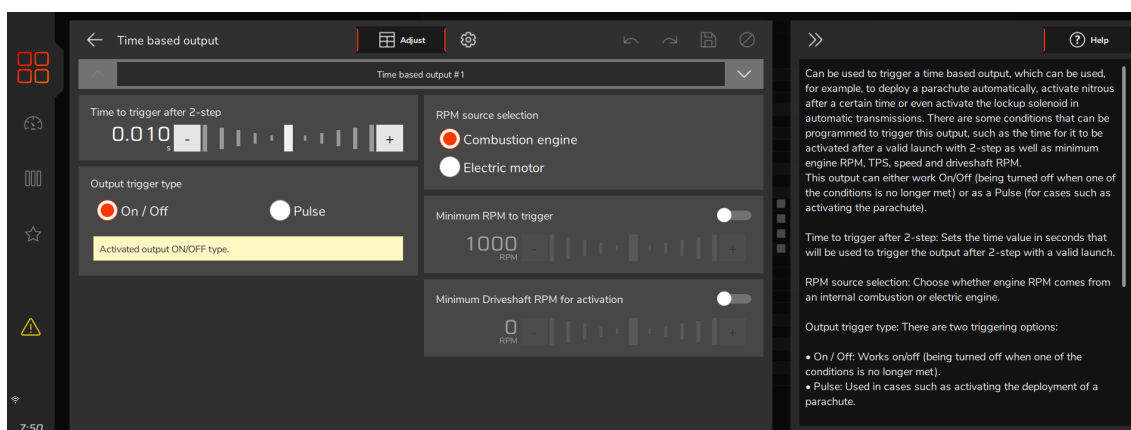 Time based output
Adjust
Time based output #1
Time to trigger after 2-step
0.010
s
-
+
Output trigger type
On / Off
Pulse
Activated output ON/OFF type.
RPM source selection
Combustion engine
Electric motor
Minimum RPM to trigger
1000
RPM
-
+
Minimum Driveshaft RPM for activation
0
RPM
-
+
Help
Can be used to trigger a time based output, which can be used,
for example, to deploy a parachute automatically, activate nitrous
after a certain time or even activate the lockup solenoid in
automatic transmissions. There are some conditions that can be
programmed to trigger this output, such as the time for it to be
activated after a valid launch with 2-step as well as minimum
engine RPM, TPS, speed and driveshaft RPM.
This output can either work On/Off (being turned off when one of
the conditions is no longer met) or as a Pulse (for cases such as
activating the parachute).
Time to trigger after 2-step: Sets the time value in seconds that
will be used to trigger the output after 2-step with a valid launch.
RPM source selection: Choose whether engine RPM comes from
an internal combustion or electric engine.
Output trigger type: There are two triggering options:
• On / Off: Works on/off (being turned off when one of the
conditions is no longer met).
• Pulse: Used in cases such as activating the deployment of a
parachute.
7:50